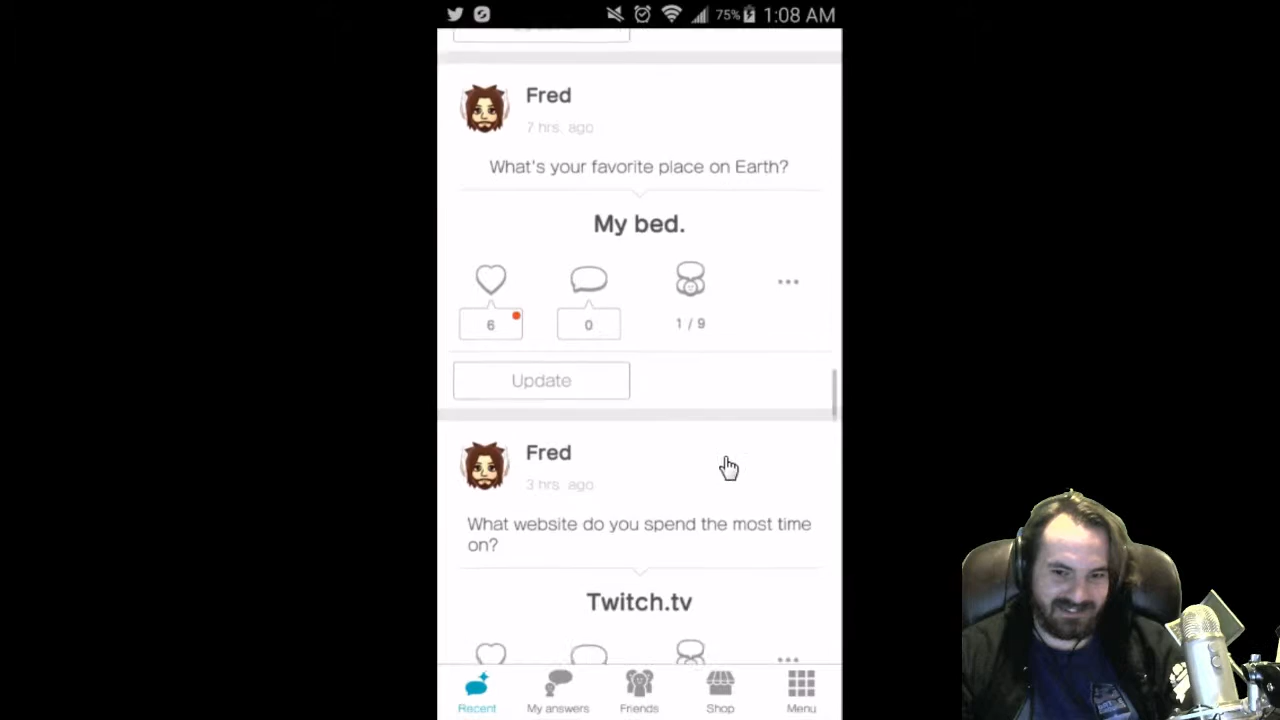 75% 1:08 AM
Fred
7 hrs. ago
What's your favorite place on Earth?
My bed.
6
0
1 / 9
Update
Fred
3 hrs. ago
What website do you spend the most time
on?
Twitch.tv
Recent
My answers
Friends
Shop
Menu